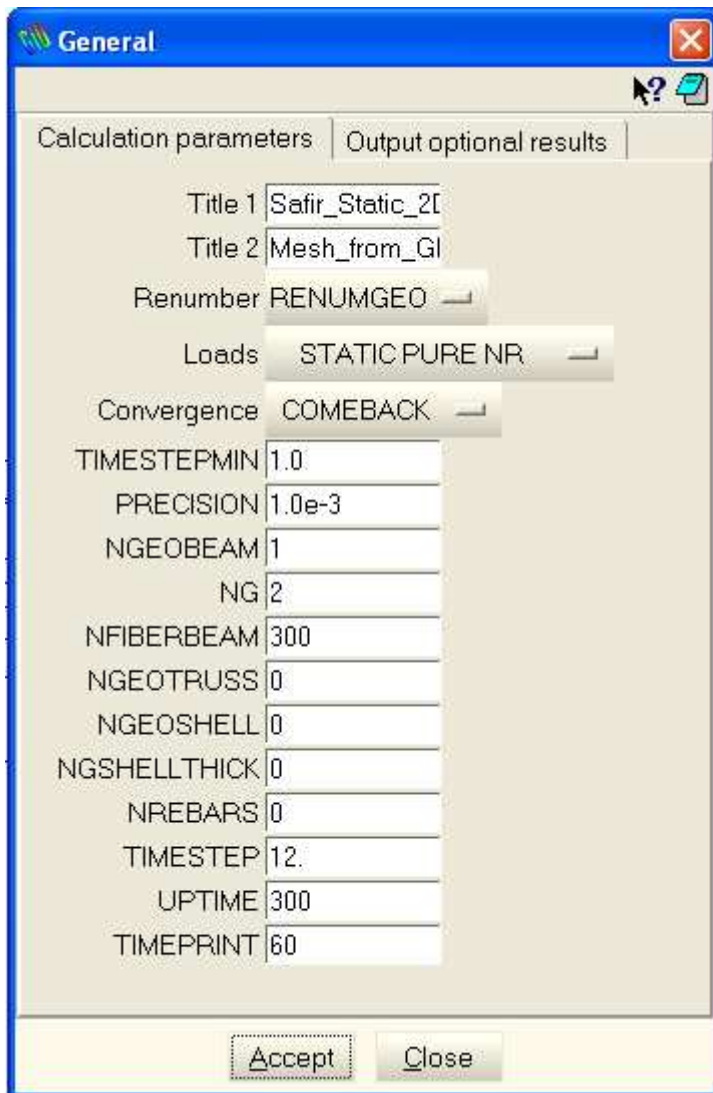 General
Calculation parameters Output optional results
Title 1 Safir_Static_2D
Title 2 Mesh_from_GI
Renumber RENUMGEO
Loads STATIC PURE NR
Convergence COMEBACK
TIMESTEPMIN 1.0
PRECISION 1.0e-3
NGEOBEAM 1
NG 2
NFIBERBEAM 300
NGEOTRUSS 0
NGEOSHELL 0
NGSHELLTHICK 0
NREBARS 0
TIMESTEP 12.
UPTIME 300
TIMEPRINT 60
Accept Close